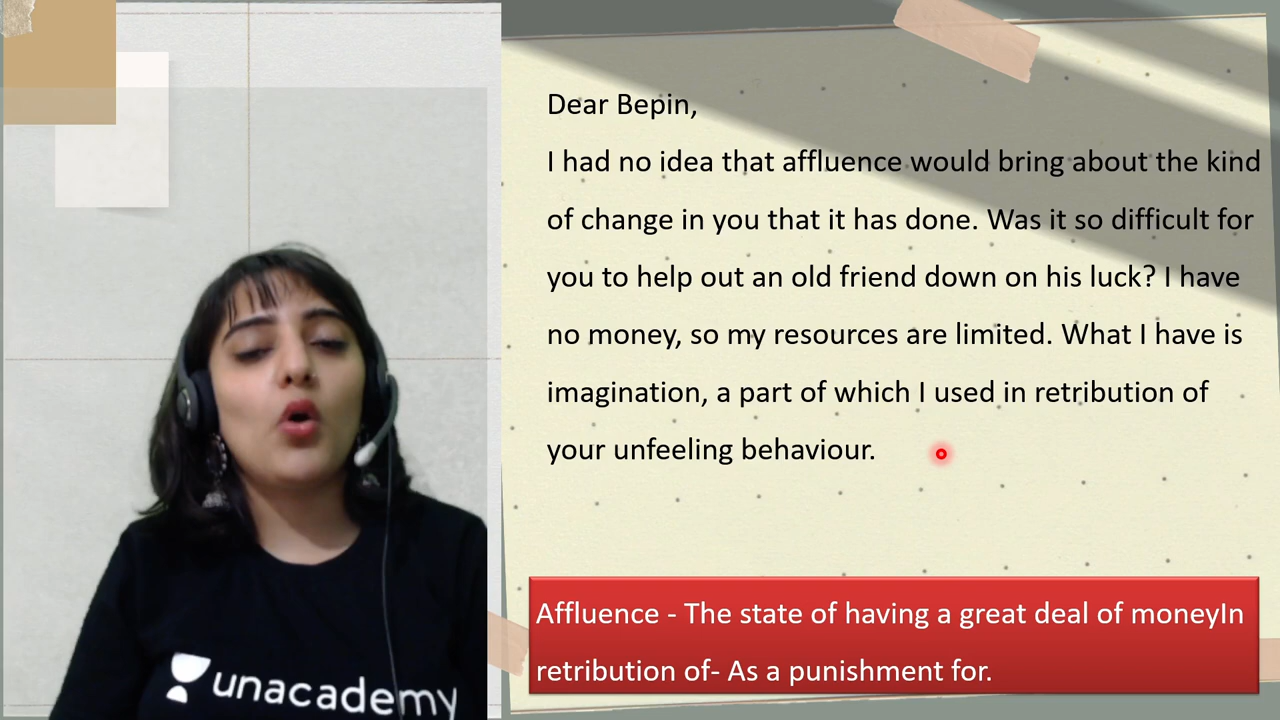 Dear Bepin,
I had no idea that affluence would bring about the kind
of change in you that it has done. Was it so difficult for
you to help out an old friend down on his luck? I have
no money, so my resources are limited. What I have is
imagination, a part of which I used in retribution of
your unfeeling behaviour.
Affluence - The state of having a great deal of moneyIn
retribution of- As a punishment for.
unacademy